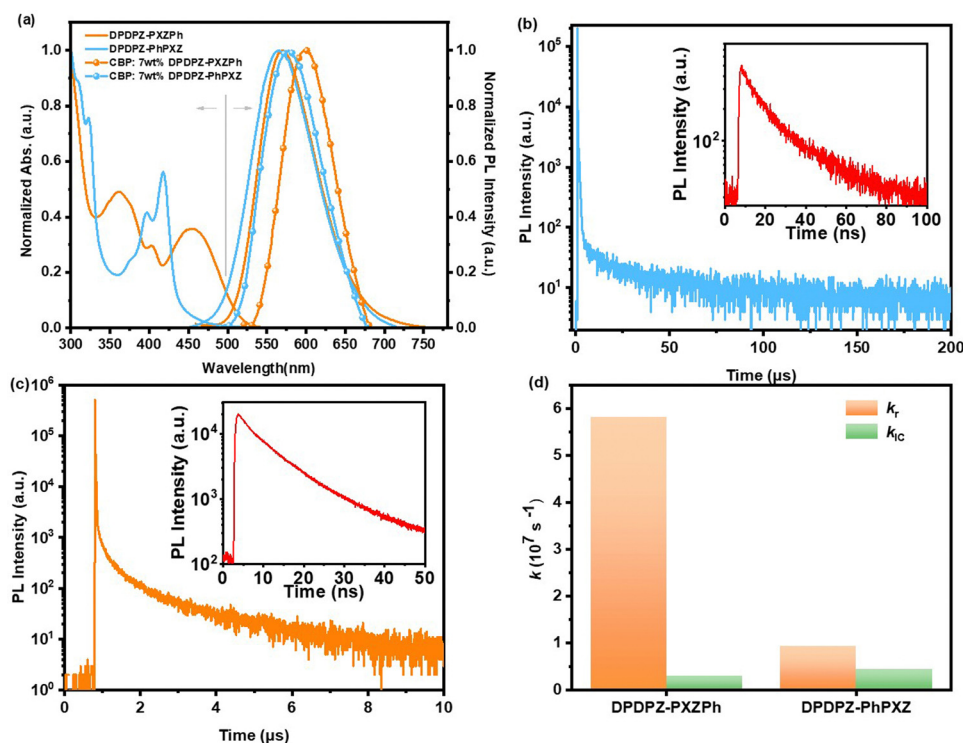 (a)
DPDPZ-PXZPh
DPDPZ-PhPXZ
CBP: 7wt% DPDPZ-PXZPh
CBP: 7wt% DPDPZ-PhPXZ
Normalized Abs. (a.u.)
1.0
0.8
0.6
0.4
0.2
0.0
Normalized PL Intensity (a.u.)
1.0
0.8
0.6
0.4
0.2
0.0
300 350 400 450 500 550 600 650 700 750
Wavelength(nm)
(b)
PL Intensity (a.u.)
10^5
10^4
10^3
10^2
10^1
0 50 100 150 200
Time (μs)
PL Intensity (a.u.)
10^2
0 20 40 60 80 100
Time (ns)
(c)
PL Intensity (a.u.)
10^6
10^5
10^4
10^3
10^2
10^1
10^0
0 2 4 6 8 10
Time (μs)
PL Intensity (a.u.)
10^4
10^3
10^2
0 10 20 30 40 50
Time (ns)
(d)
k_r
k_IC
k (10^7 s^-1)
6
5
4
3
2
1
0
DPDPZ-PXZPh DPDPZ-PhPXZ